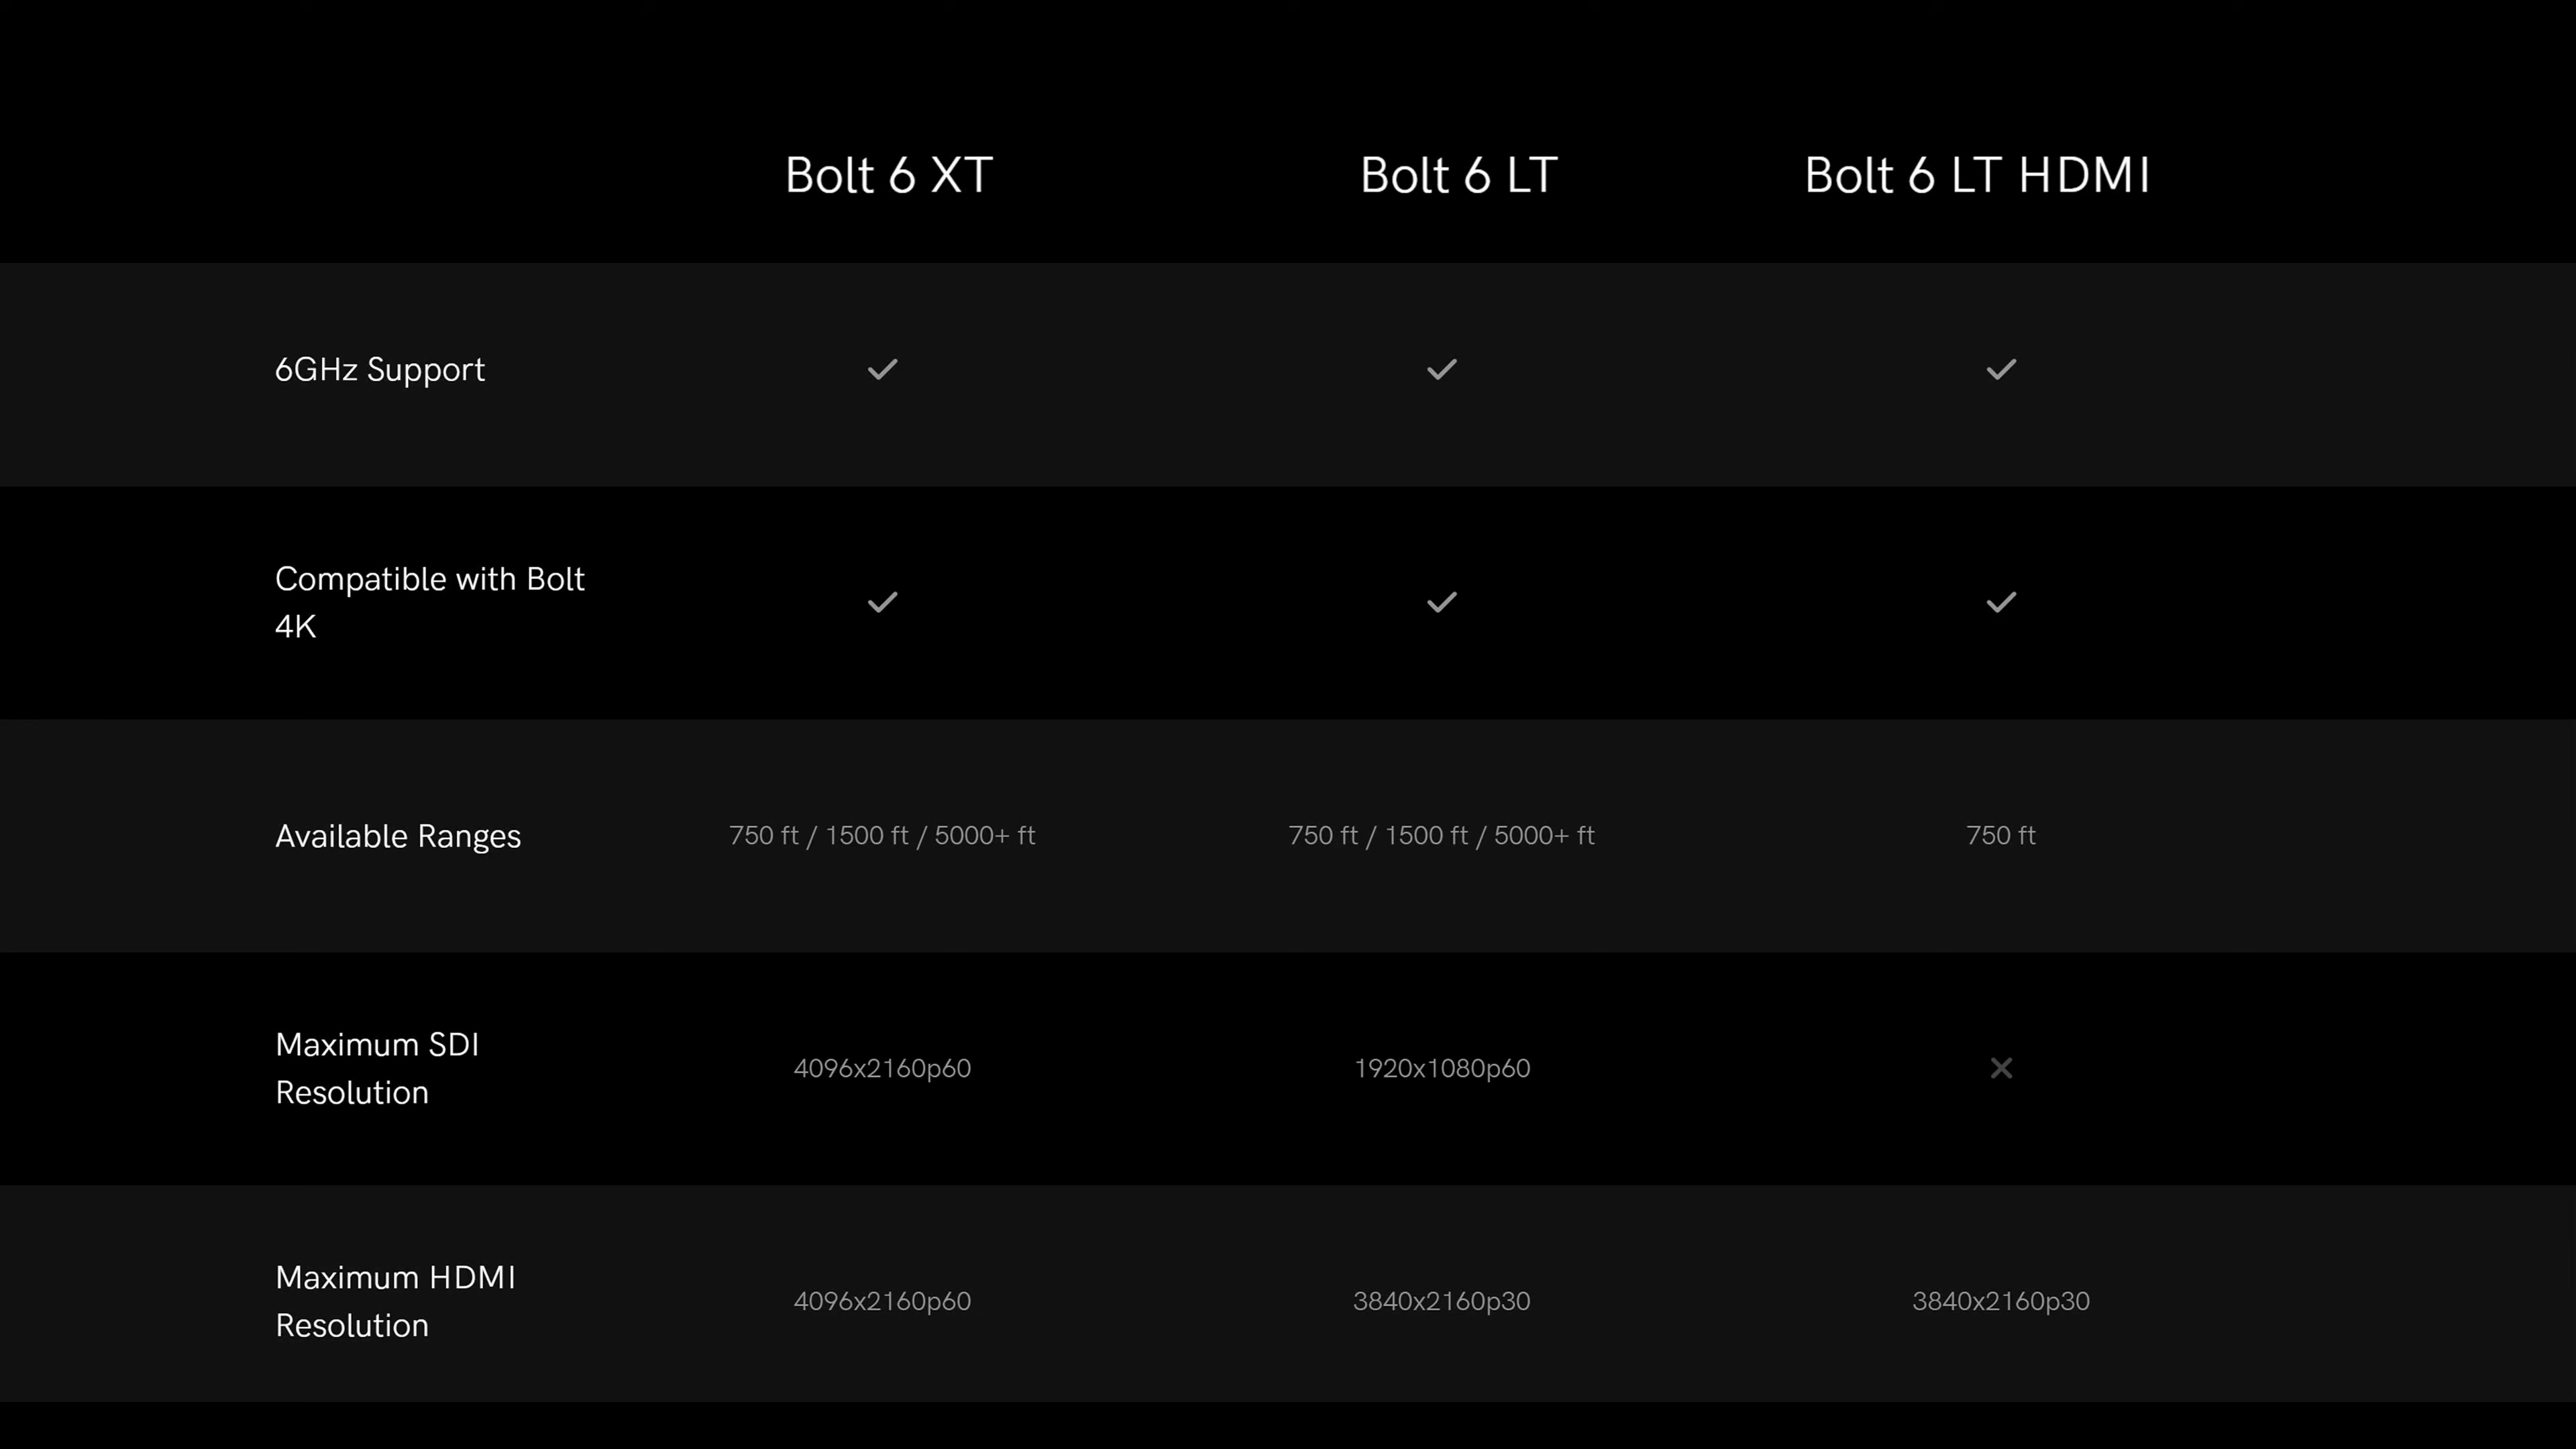 Bolt 6 XT Bolt 6 LT Bolt 6 LT HDMI
6GHz Support
Compatible with Bolt
4K
Available Ranges 750 ft / 1500 ft / 5000+ ft 750 ft / 1500 ft / 5000+ ft 750 ft
Maximum SDI
Resolution
4096x2160p60 1920x1080p60
Maximum HDMI
Resolution
4096x2160p60 3840x2160p30 3840x2160p30